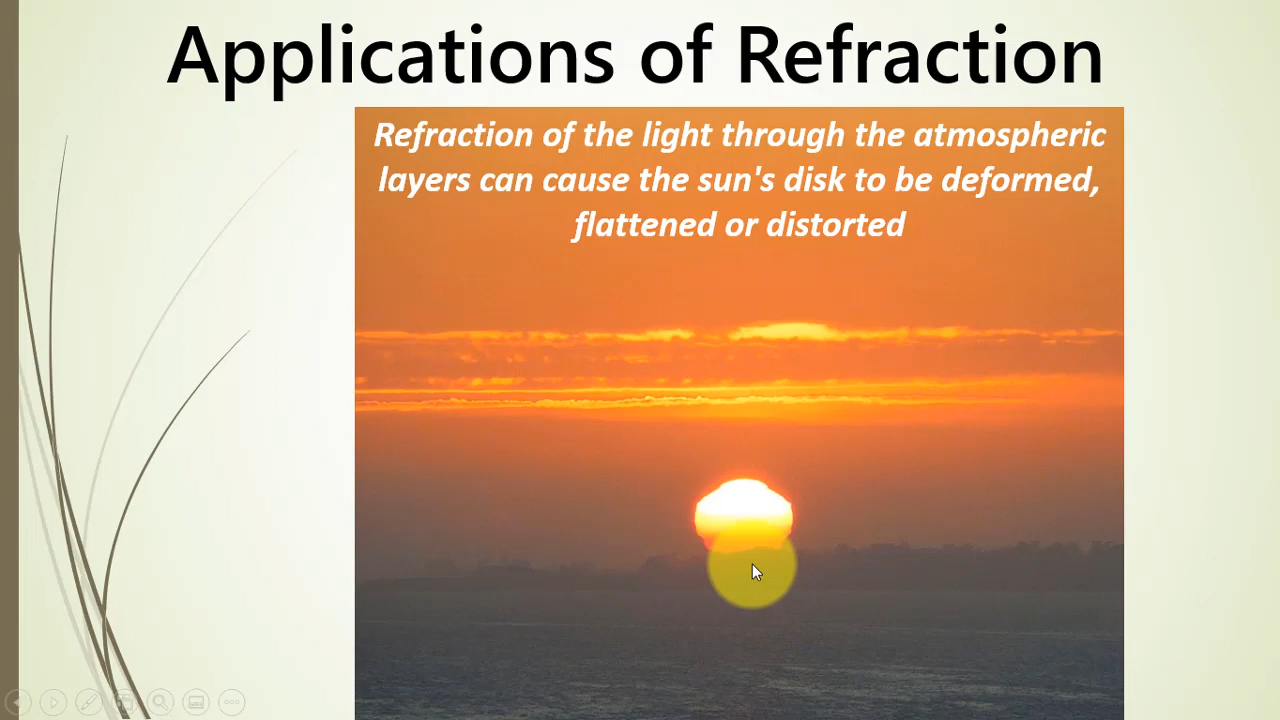 Applications of Refraction
Refraction of the light through the atmospheric
layers can cause the sun's disk to be deformed,
flattened or distorted